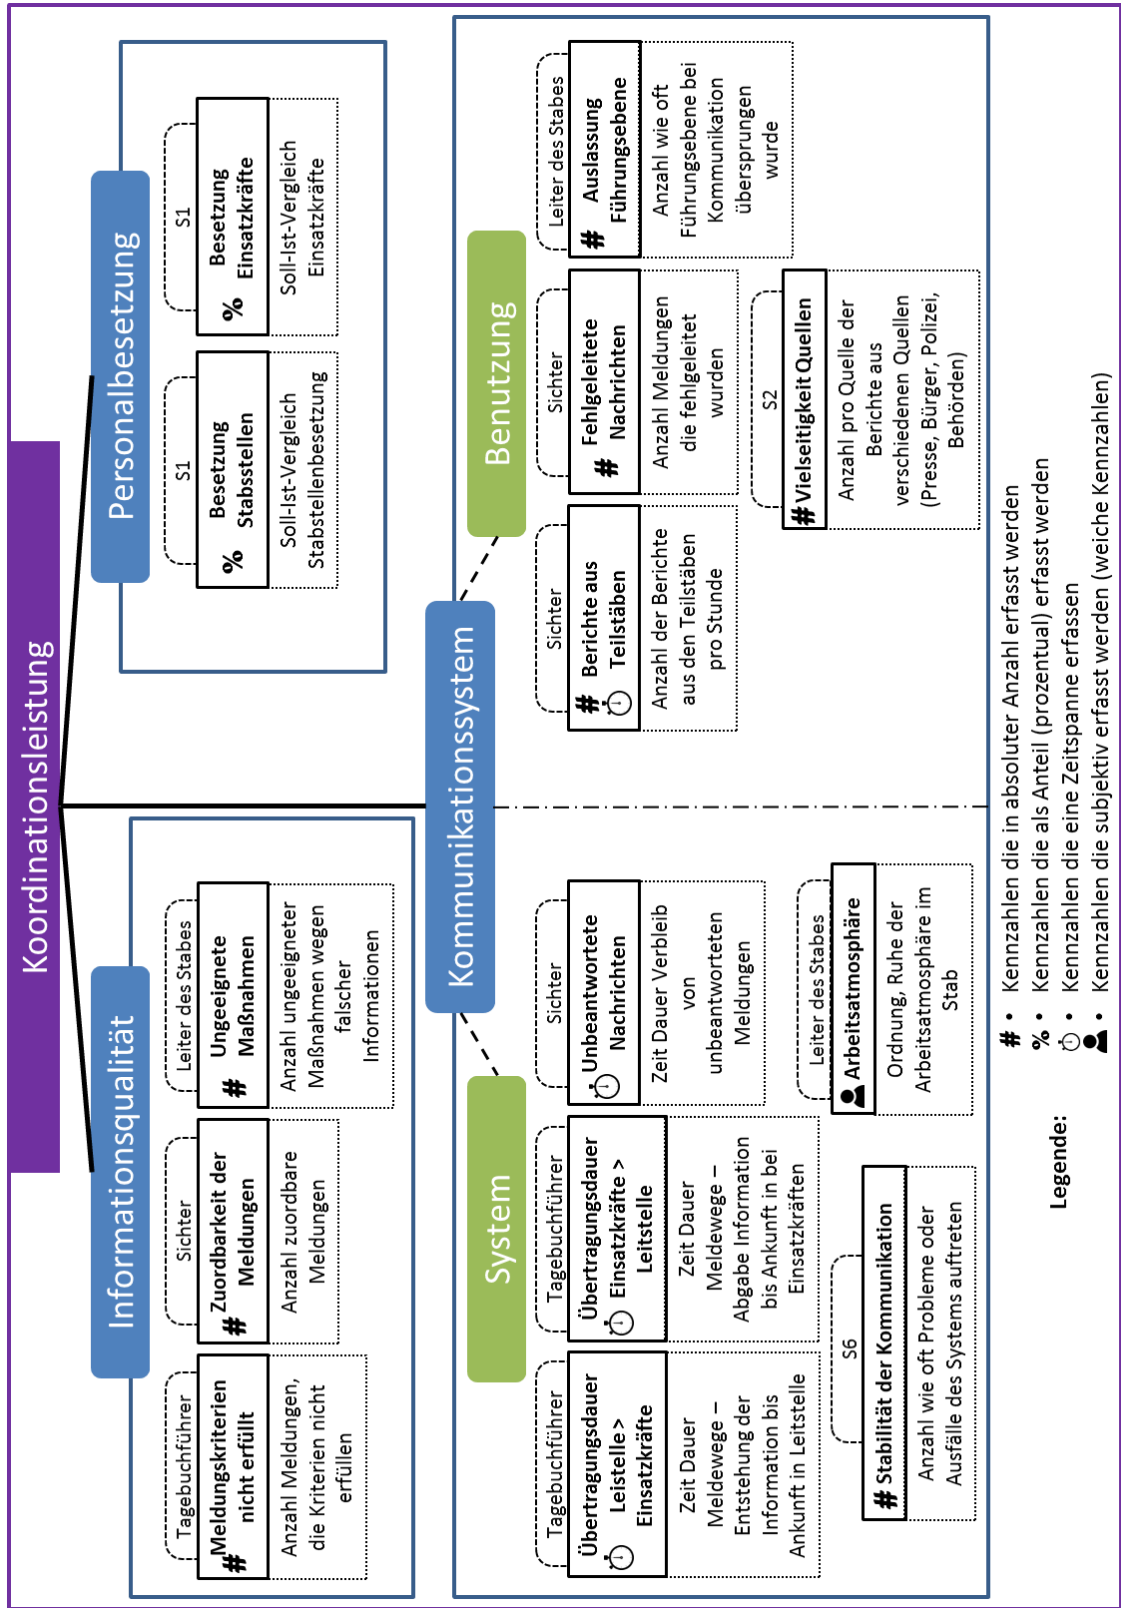 Koordinationsleistung
Informationsqualität
Tagebuchführer
# Meldungskriterien
nicht erfüllt
Anzahl Meldungen,
die Kriterien nicht
erfüllen
Sichter
# Zuordbarkeit der
Meldungen
Anzahl zuordbare
Meldungen
Leiter des Stabes
# Ungeeignete
Maßnahmen
Anzahl ungeeigneter
Maßnahmen wegen
falscher
Informationen
Personalbesetzung
S1
% Besetzung
Stabsstellen
Soll-Ist-Vergleich
Stabstellenbesetzung
S1
% Besetzung
Einsatzkräfte
Soll-Ist-Vergleich
Einsatzkräfte
Kommunikationssystem
System
Tagebuchführer
Übertragungsdauer
Leistelle >
Einsatzkräfte
Zeit Dauer
Meldewege –
Entstehung der
Information bis
Ankunft in Leitstelle
Tagebuchführer
Übertragungsdauer
Einsatzkräfte >
Leitstelle
Zeit Dauer
Meldewege –
Abgabe Information
bis Ankunft in bei
Einsatzkräften
Sichter
Unbeantwortete
Nachrichten
Zeit Dauer Verbleib
von
unbeantworteten
Meldungen
S6
# Stabilität der Kommunikation
Anzahl wie oft Probleme oder
Ausfälle des Systems auftreten
Leiter des Stabes
Arbeitsatmosphäre
Ordnung, Ruhe der
Arbeitsatmosphäre im
Stab
Benutzung
Sichter
# Berichte aus
Teilstäben
Anzahl der Berichte
aus den Teilstäben
pro Stunde
Sichter
# Fehlgeleitete
Nachrichten
Anzahl Meldungen
die fehlgeleitet
wurden
Leiter des Stabes
# Auslassung
Führungsebene
Anzahl wie oft
Führungsebene bei
Kommunikation
übersprungen
wurde
S2
# Vielseitigkeit Quellen
Anzahl pro Quelle der
Berichte aus
verschiedenen Quellen
(Presse, Bürger, Polizei,
Behörden)
Legende:
# • Kennzahlen die in absoluter Anzahl erfasst werden
% • Kennzahlen die als Anteil (prozentual) erfasst werden
• Kennzahlen die eine Zeitspanne erfassen
• Kennzahlen die subjektiv erfasst werden (weiche Kennzahlen)